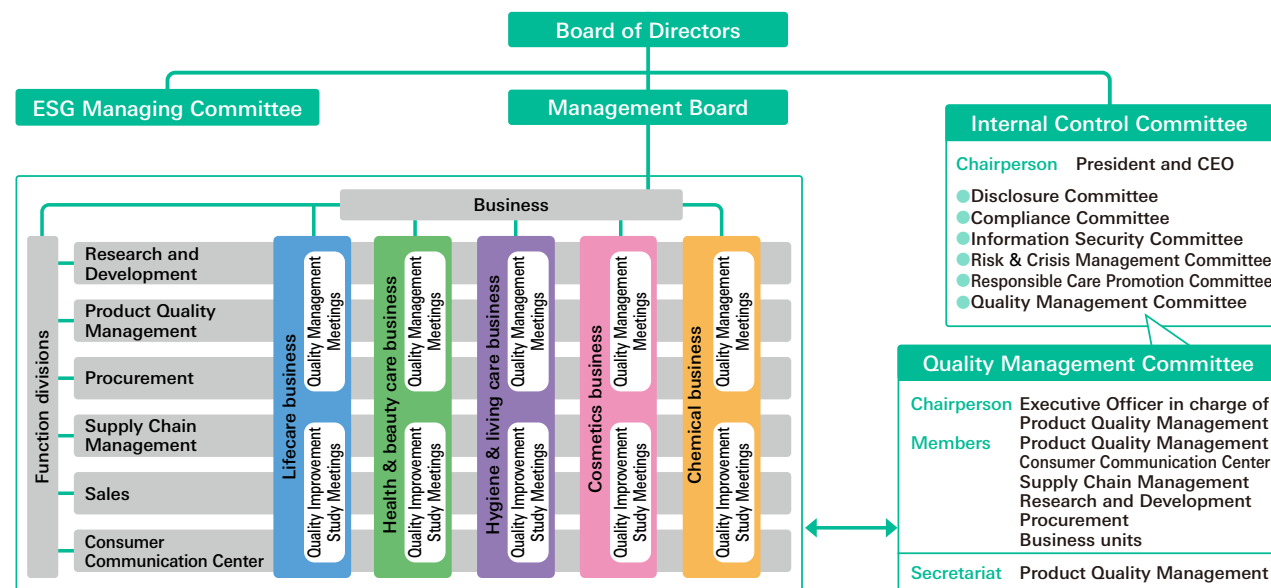 Board of Directors
ESG Managing Committee
Management Board
Internal Control Committee
Chairperson President and CEO
Disclosure Committee
Compliance Committee
Information Security Committee
Risk & Crisis Management Committee
Responsible Care Promotion Committee
Quality Management Committee
Business
Function divisions
Research and
Development
Product Quality
Management
Procurement
Supply Chain
Management
Sales
Consumer
Communication Center
Lifecare business
Quality Management
Meetings
Quality Improvement
Study Meetings
Health & beauty care business
Quality Management
Meetings
Quality Improvement
Study Meetings
Hygiene & living care business
Quality Management
Meetings
Quality Improvement
Study Meetings
Cosmetics business
Quality Management
Meetings
Quality Improvement
Study Meetings
Chemical business
Quality Management
Meetings
Quality Improvement
Study Meetings
Quality Management Committee
Chairperson Executive Officer in charge of
Product Quality Management
Members Product Quality Management
Consumer Communication Center
Supply Chain Management
Research and Development
Procurement
Business units
Secretariat Product Quality Management